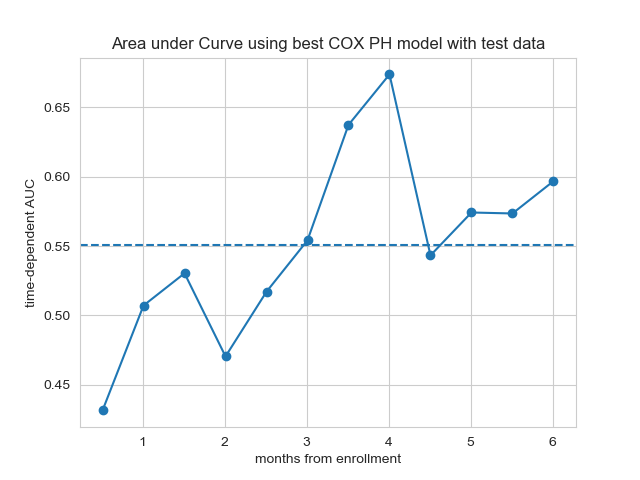 Area under Curve using best COX PH model with test data
time-dependent AUC
0.65
0.60
0.55
0.50
0.45
1 2 3 4 5 6
months from enrollment